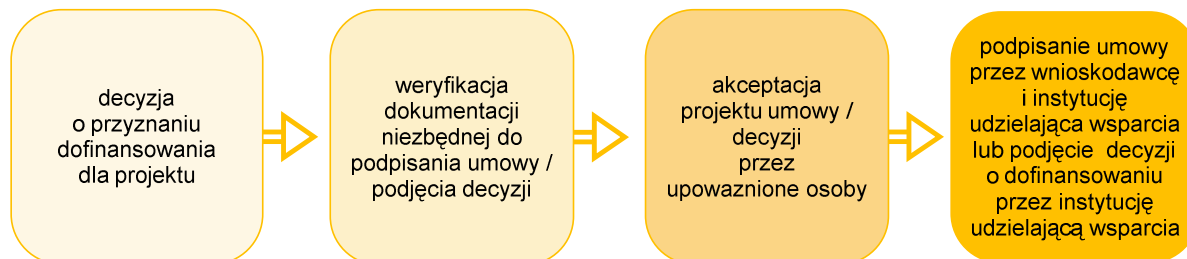 decyzja
o przyznaniu
dofinansowania
dla projektu
weryfikacja
dokumentacji
niezbędnej do
podpisania umowy /
podjęcia decyzji
akceptacja
projektu umowy /
decyzji
przez
upowaznione osoby
podpisanie umowy
przez wnioskodawcę
i instytucję
udzielająca wsparcia
lub podjęcie  decyzji
o dofinansowaniu
przez instytucję
udzielającą wsparcia